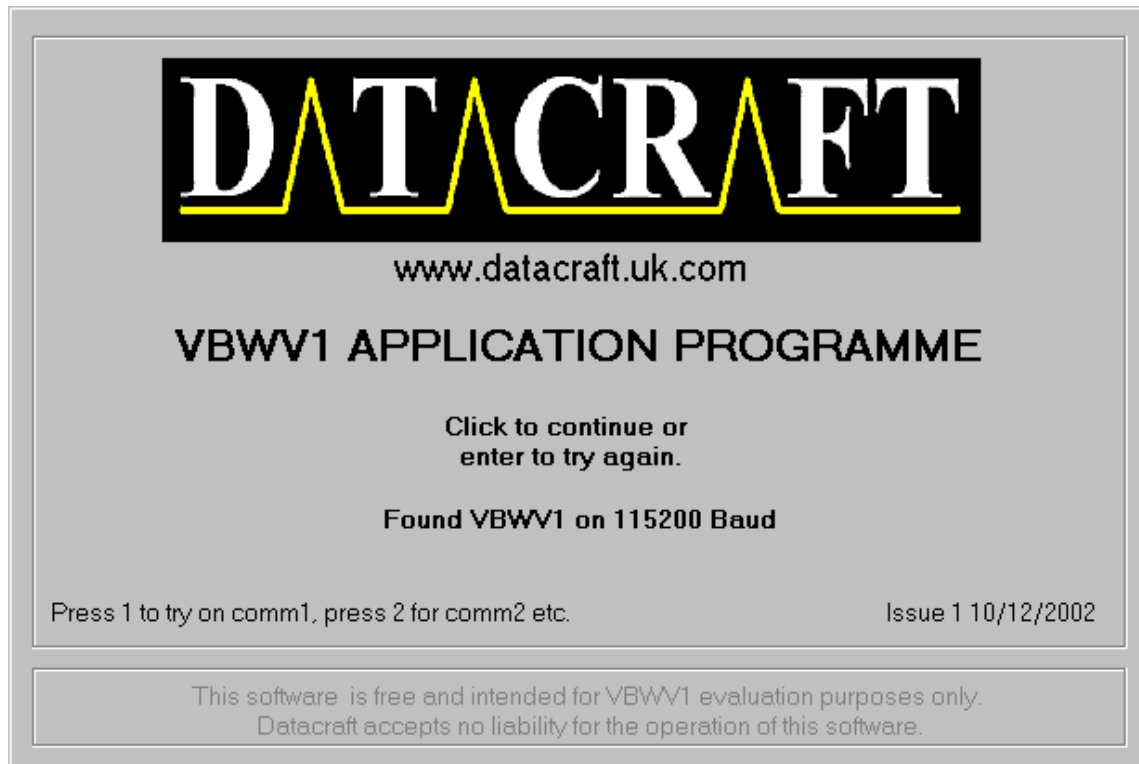 DATACRAFT
www.datacraft.uk.com
VBWV1 APPLICATION PROGRAMME
Click to continue or
enter to try again.
Found VBWV1 on 115200 Baud
Press 1 to try on comm1, press 2 for comm2 etc.
Issue 1 10/12/2002
This software is free and intended for VBWV1 evaluation purposes only.
Datacraft accepts no liability for the operation of this software.